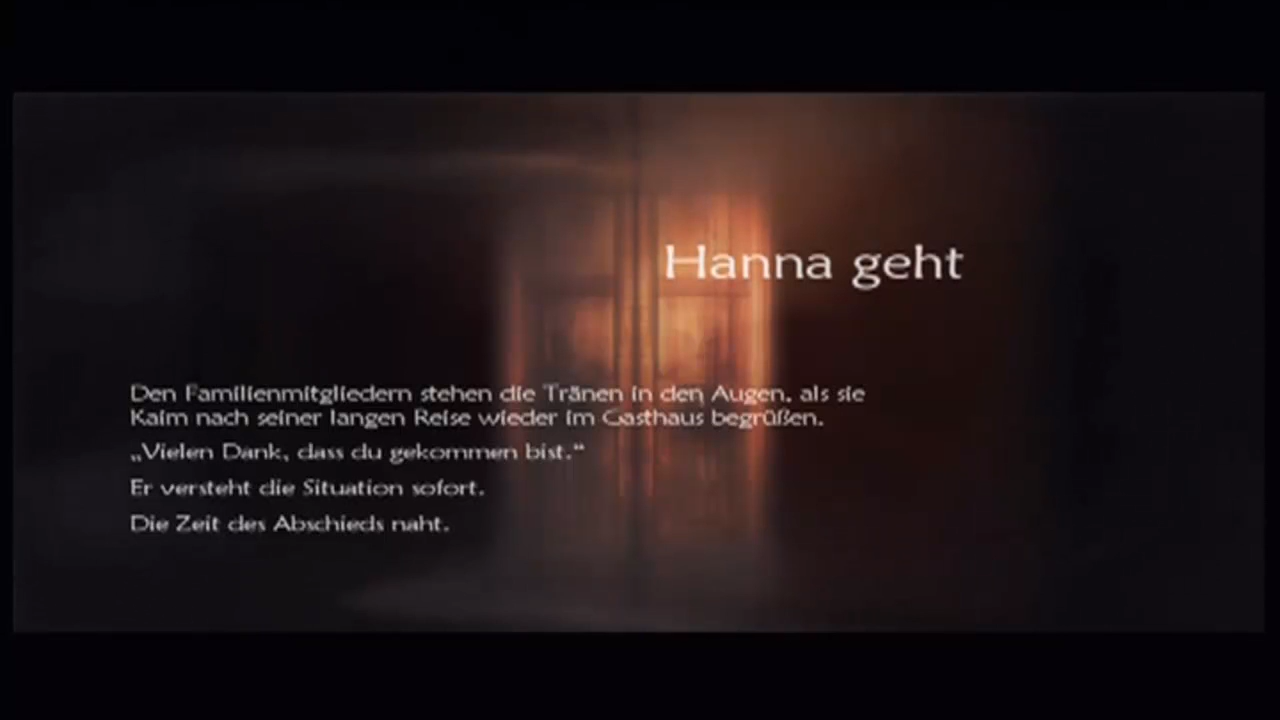 Hanna geht
Den Familienmitgliedern stehen die Tränen in den Augen, als sie
Kaim nach seiner langen Reise wieder im Gasthaus begrüßen.
„Vielen Dank, dass du gekommen bist.“
Er versteht die Situation sofort.
Die Zeit des Abschieds naht.